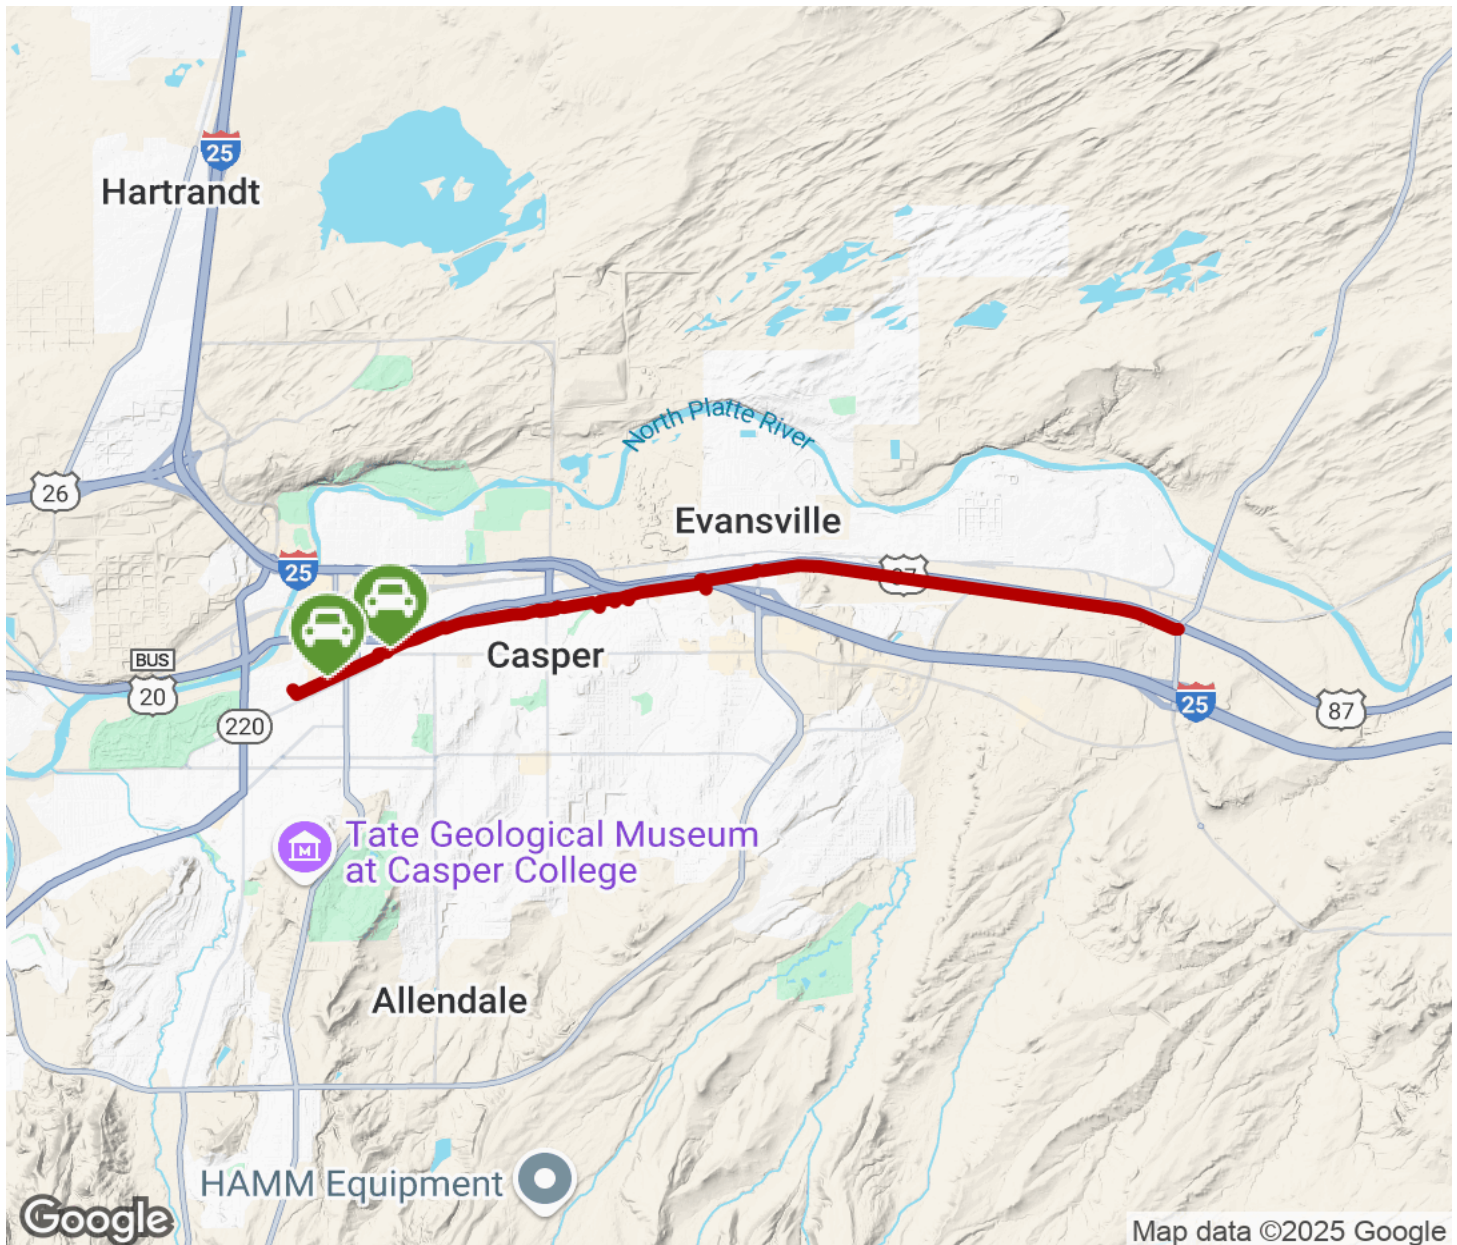 25
Hartrandt
North Platte River
26
Evansville
25
87
Casper
BUS
20
220
25
87
Tate Geological Museum
at Casper College
Allendale
HAMM Equipment
Google
Map data ©2025 Google